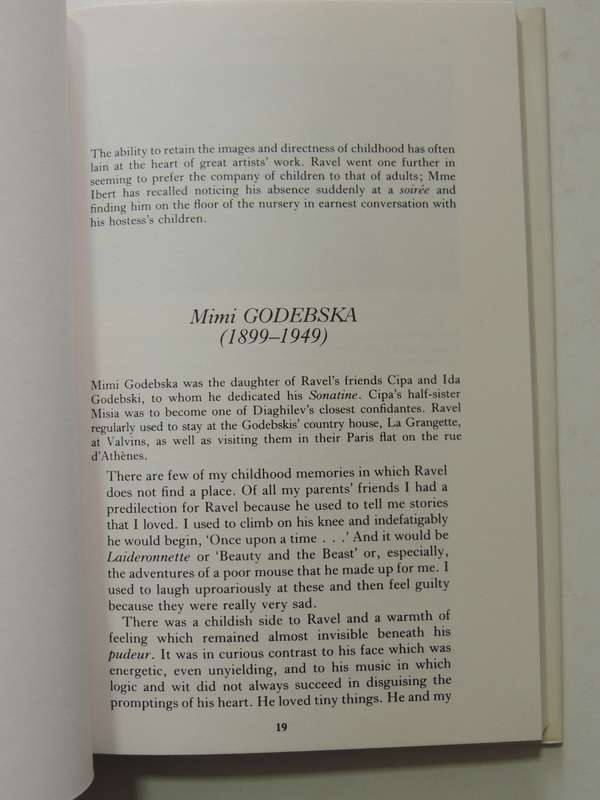 The ability to retain the images and directness of childhood has often
lain at the heart of great artists' work. Ravel went one further in
seeming to prefer the company of children to that of adults; Mme
Ibert has recalled noticing his absence suddenly at a soirée and
finding him on the floor of the nursery in earnest conversation with
his hostess's children.
Mimi GODEBSKA
(1899–1949)
Mimi Godebska was the daughter of Ravel's friends Cipa and Ida
Godebski, to whom he dedicated his Sonatine. Cipa's half-sister
Misia was to become one of Diaghilev's closest confidantes. Ravel
regularly used to stay at the Godebskis' country house, La Grangette,
at Valvins, as well as visiting them in their Paris flat on the rue
d'Athènes.
There are few of my childhood memories in which Ravel
does not find a place. Of all my parents' friends I had a
predilection for Ravel because he used to tell me stories
that I loved. I used to climb on his knee and indefatigably
he would begin, 'Once upon a time . . .' And it would be
Laideronnette or 'Beauty and the Beast' or, especially,
the adventures of a poor mouse that he made up for me. I
used to laugh uproariously at these and then feel guilty
because they were really very sad.
There was a childish side to Ravel and a warmth of
feeling which remained almost invisible beneath his
pudeur. It was in curious contrast to his face which was
energetic, even unyielding, and to his music in which
logic and wit did not always succeed in disguising the
promptings of his heart. He loved tiny things. He and my
19